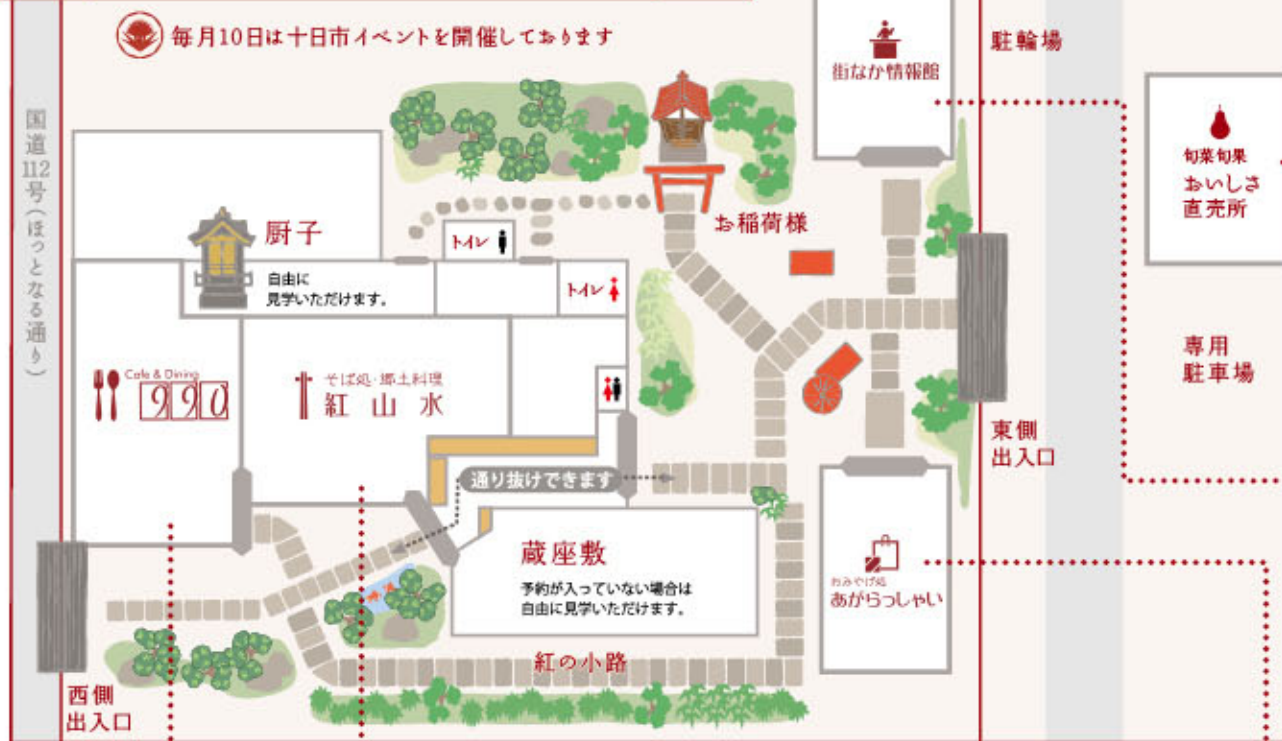 毎月10日は十日市イベントを開催しております
街なか情報館
駐輪場
国道112号(ほっとなる通り)
旬菜旬果
おいしさ
直売所
厨子
トイレ
お稲荷様
自由に
見学いただけます。
トイレ
専用
駐車場
Cafe & Dining
990
そば処・郷土料理
紅山水
東側
出入口
通り抜けできます
蔵座敷
予約が入っていない場合は
自由に見学いただけます。
おみやげ処
あがらっしゃい
紅の小路
西側
出入口